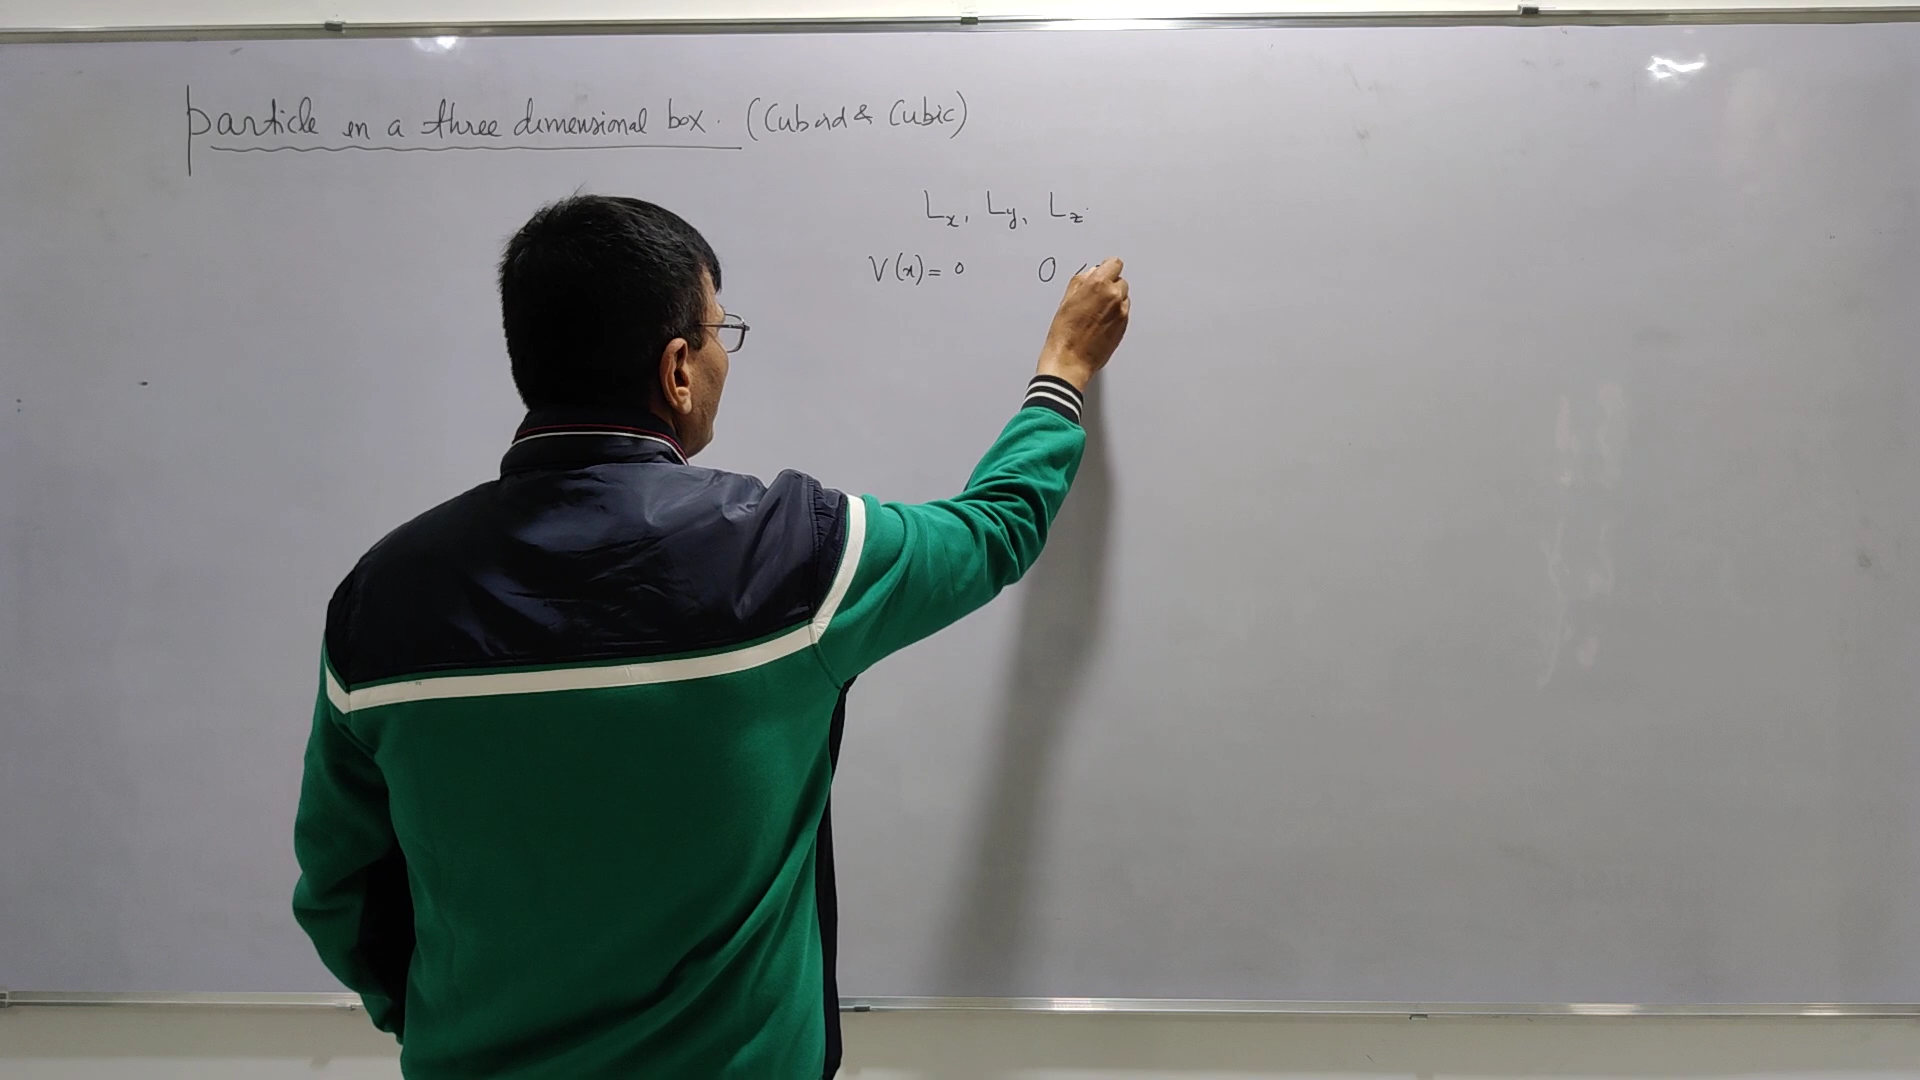 Particle in a three dimensional box. (Cuboid & Cubic)
Lx, Ly, Lz
V(x) = 0 0 <